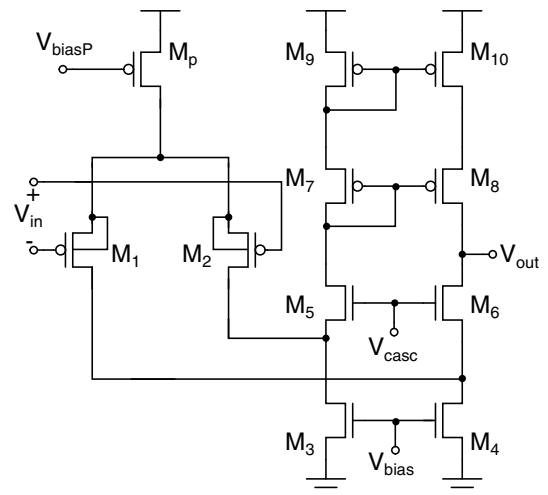 V_biasP
M_p
M_9
M_10
+
V_in
-
M_7
M_8
M_1
M_2
V_out
M_5
M_6
V_casc
M_3
M_4
V_bias